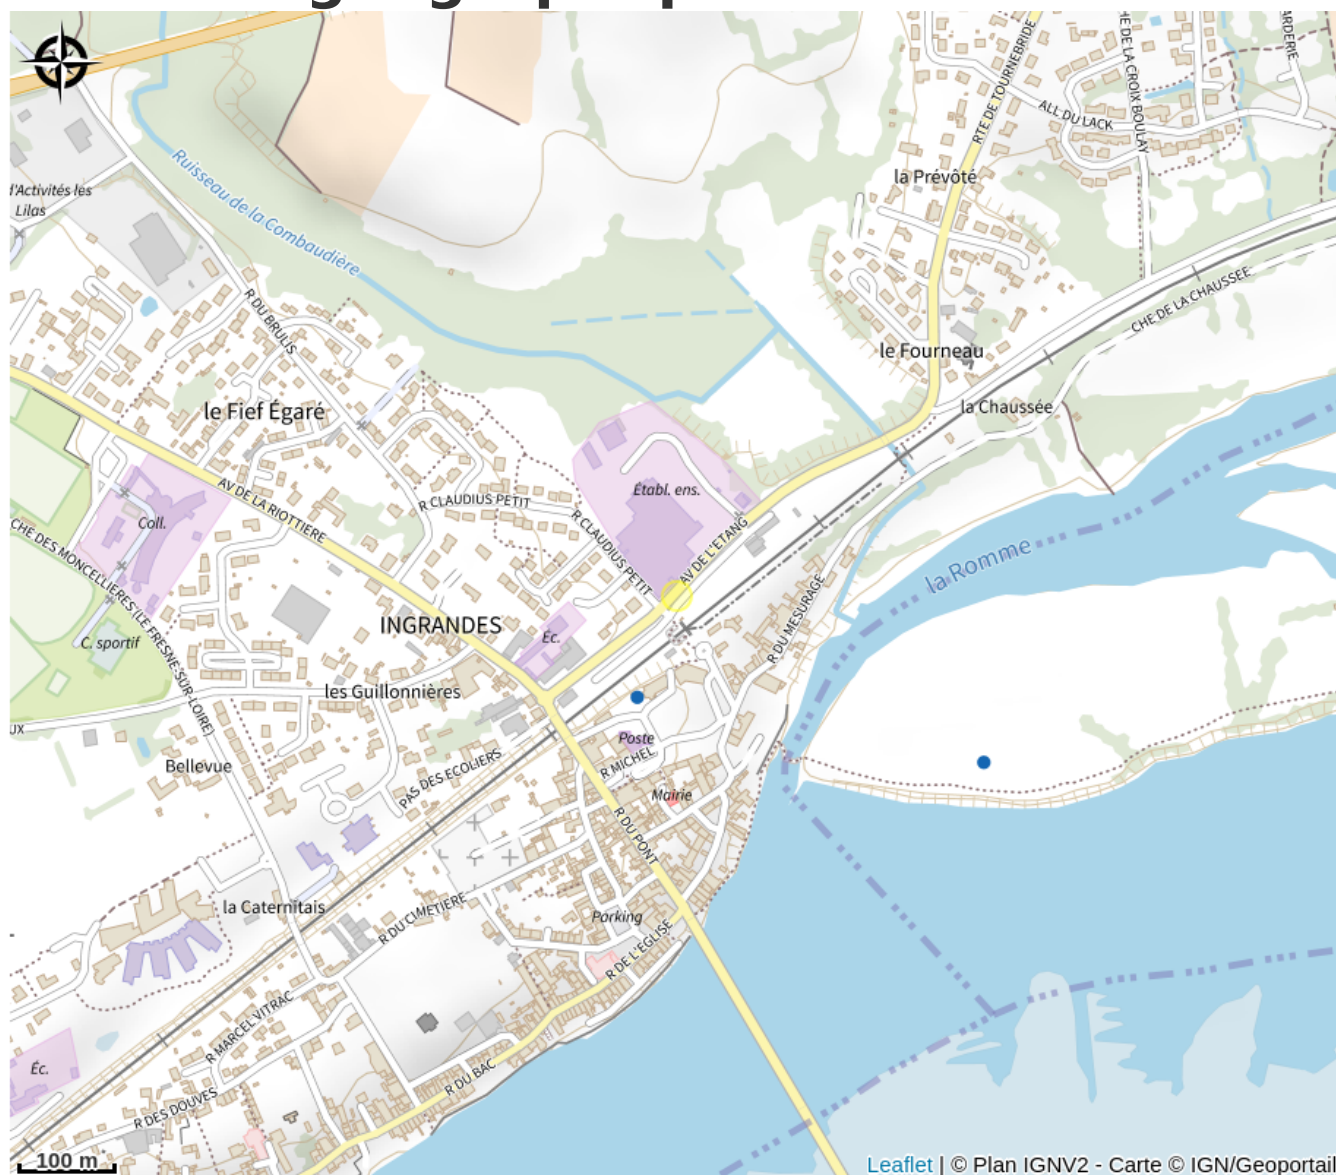 RTE DE TOURNEBRIDE
HE DE LA CROIX BOULAY
ARDERIE
ALL DU LACK
Ruisseau de la Combaudière
la Prévôté
d'Activités les
Lilas
CHE DE LA CHAUSSEE
R DU BRULIS
le Fourneau
la Chaussée
le Fief Égaré
AV DE LA RIOTTIERE
R CLAUDIUS PETIT
Établ. ens.
R CLAUDIUS PETIT
AV DE L'ETANG
Coll.
CHE DES MONCELLIERES (LE FRESNE-SUR-LOIRE)
la Romme
R DU MESURAGE
INGRANDES
Éc.
C. sportif
les Guillonnières
UX
Bellevue
Poste
R MICHEL
PAS DES ECOLIERS
Mairie
R DU PONT
la Caternitais
R DU CIMETIERE
Parking
R DE L'EGLISE
R MARCEL VITRAC
Éc.
R DU BAC
R DES DOUVES
100 m
Leaflet | © Plan IGNV2 - Carte © IGN/Geoportail